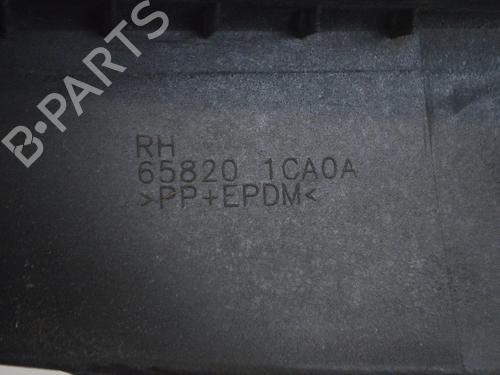 B-PARTS
RH
65820 1CA0A
>PP+EPDM<